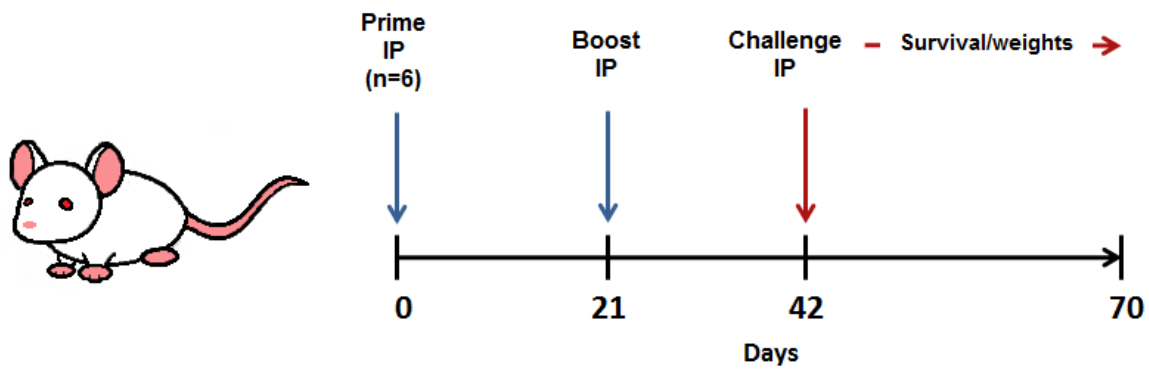 Prime
IP
(n=6)
Boost
IP
Challenge
IP
Survival/weights
0
21
42
70
Days